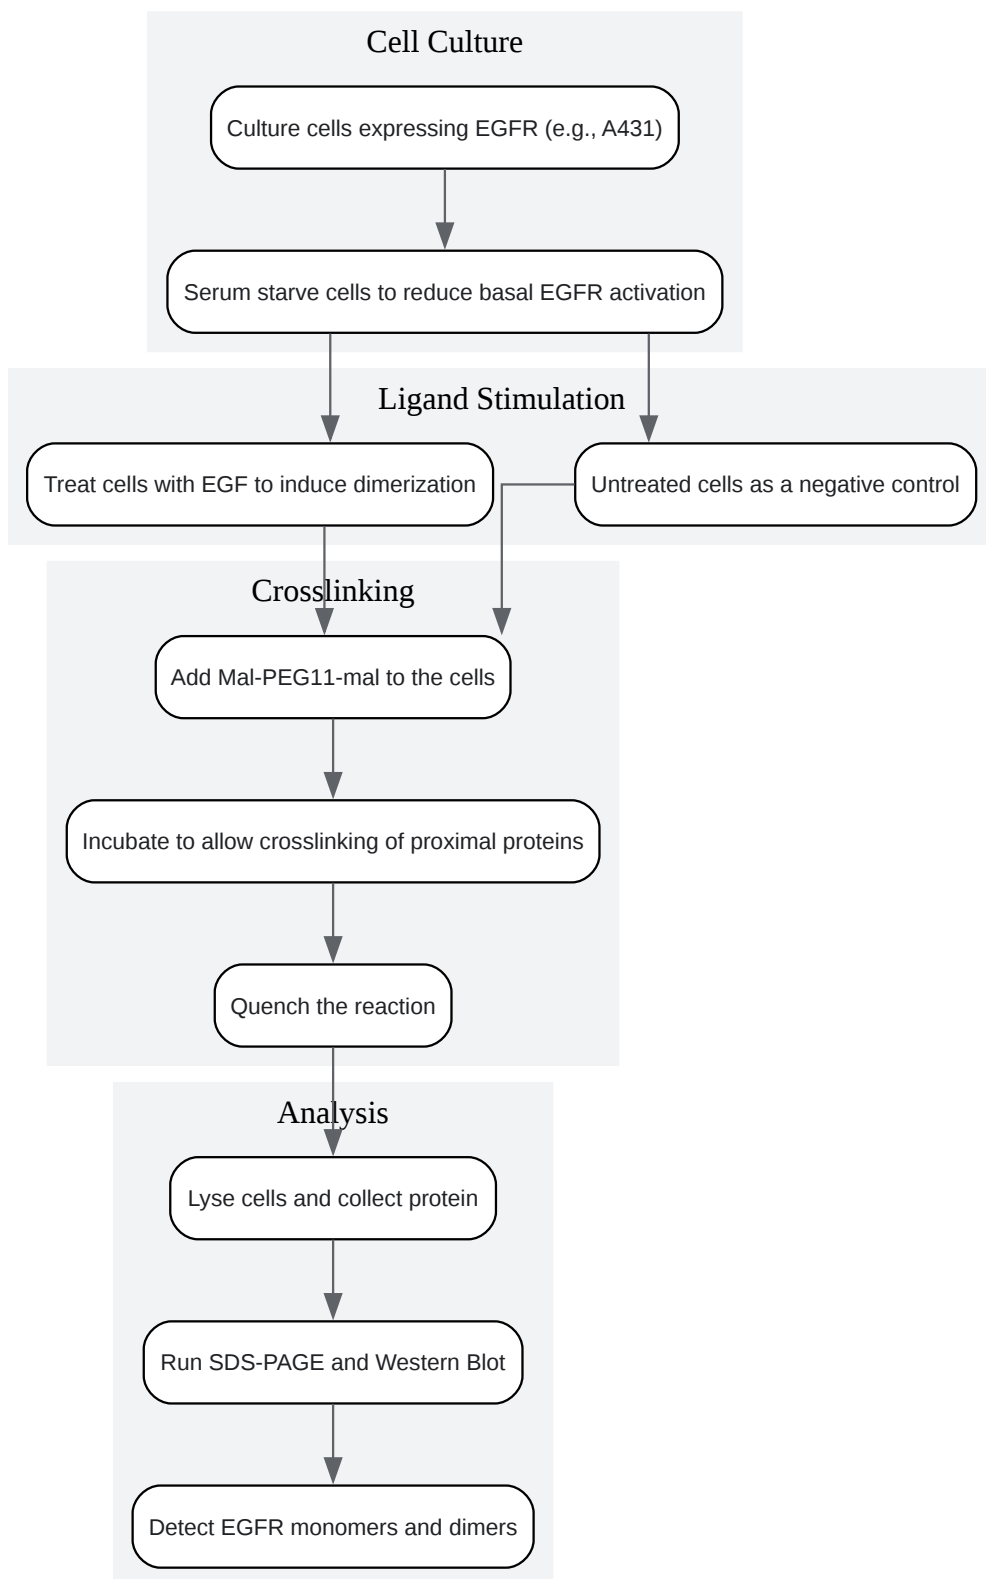 Cell Culture
Culture cells expressing EGFR (e.g., A431)
Serum starve cells to reduce basal EGFR activation
Ligand Stimulation
Treat cells with EGF to induce dimerization
Untreated cells as a negative control
Crosslinking
Add Mal-PEG11-mal to the cells
Incubate to allow crosslinking of proximal proteins
Quench the reaction
Analysis
Lyse cells and collect protein
Run SDS-PAGE and Western Blot
Detect EGFR monomers and dimers